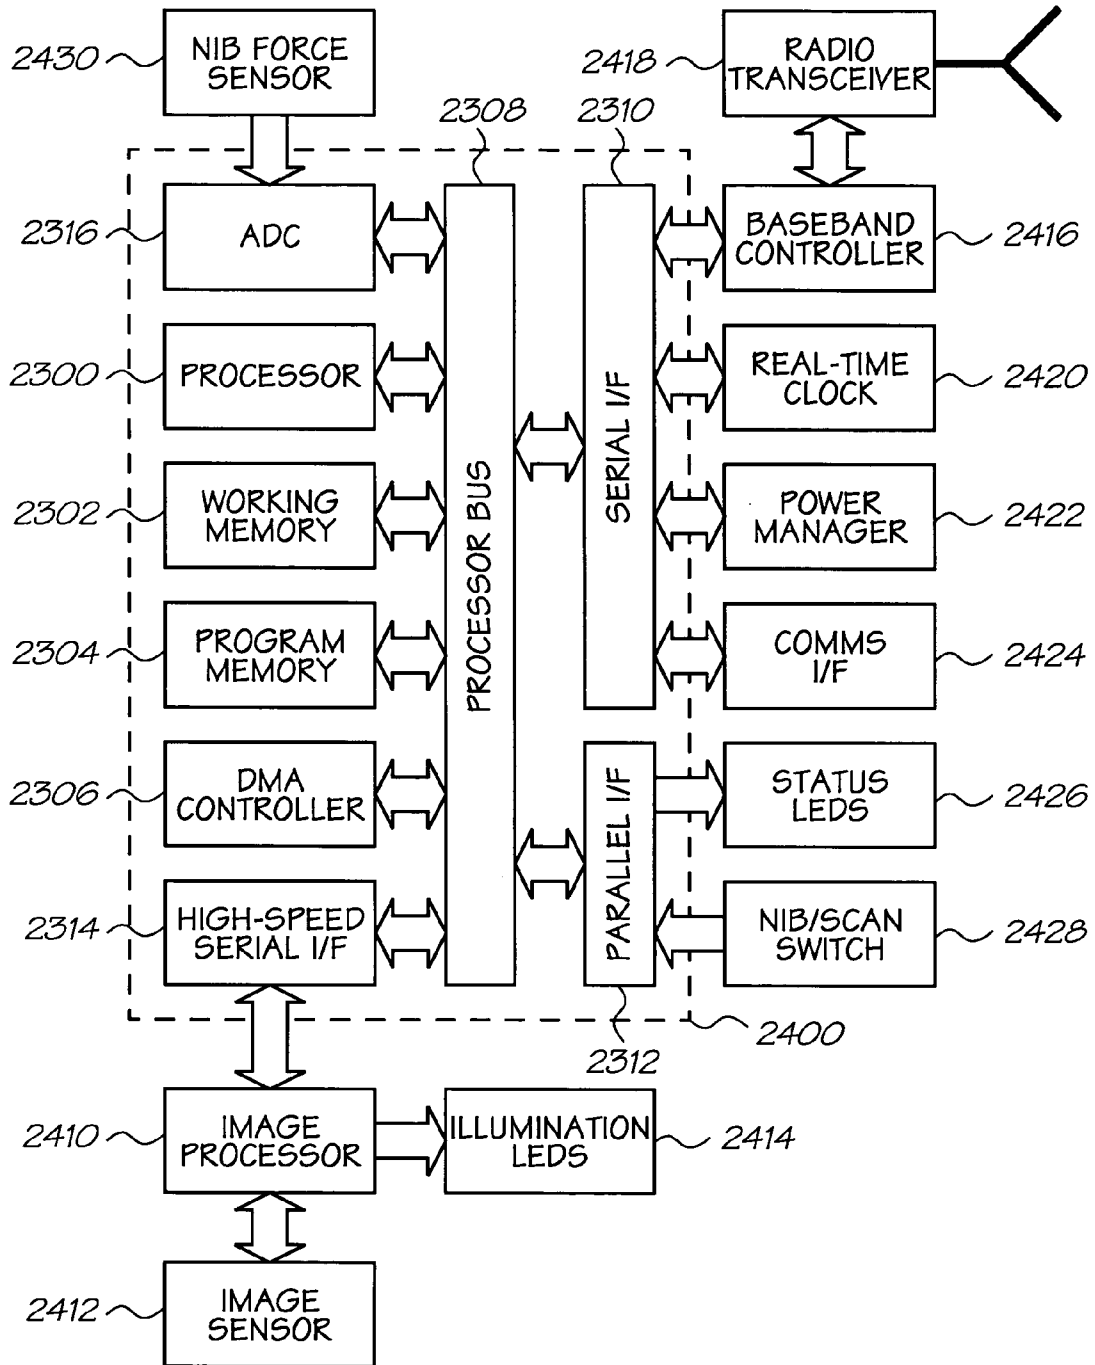 2430
NIB FORCE
SENSOR
2418
RADIO
TRANSCEIVER
2308
2310
2316
ADC
BASEBAND
CONTROLLER
2416
2300
PROCESSOR
REAL-TIME
CLOCK
2420
2302
WORKING
MEMORY
PROCESSOR BUS
SERIAL I/F
POWER
MANAGER
2422
2304
PROGRAM
MEMORY
COMMS
I/F
2424
2306
DMA
CONTROLLER
PARALLEL I/F
STATUS
LEDS
2426
2314
HIGH-SPEED
SERIAL I/F
NIB/SCAN
SWITCH
2428
2312
2400
2410
IMAGE
PROCESSOR
ILLUMINATION
LEDS
2414
2412
IMAGE
SENSOR